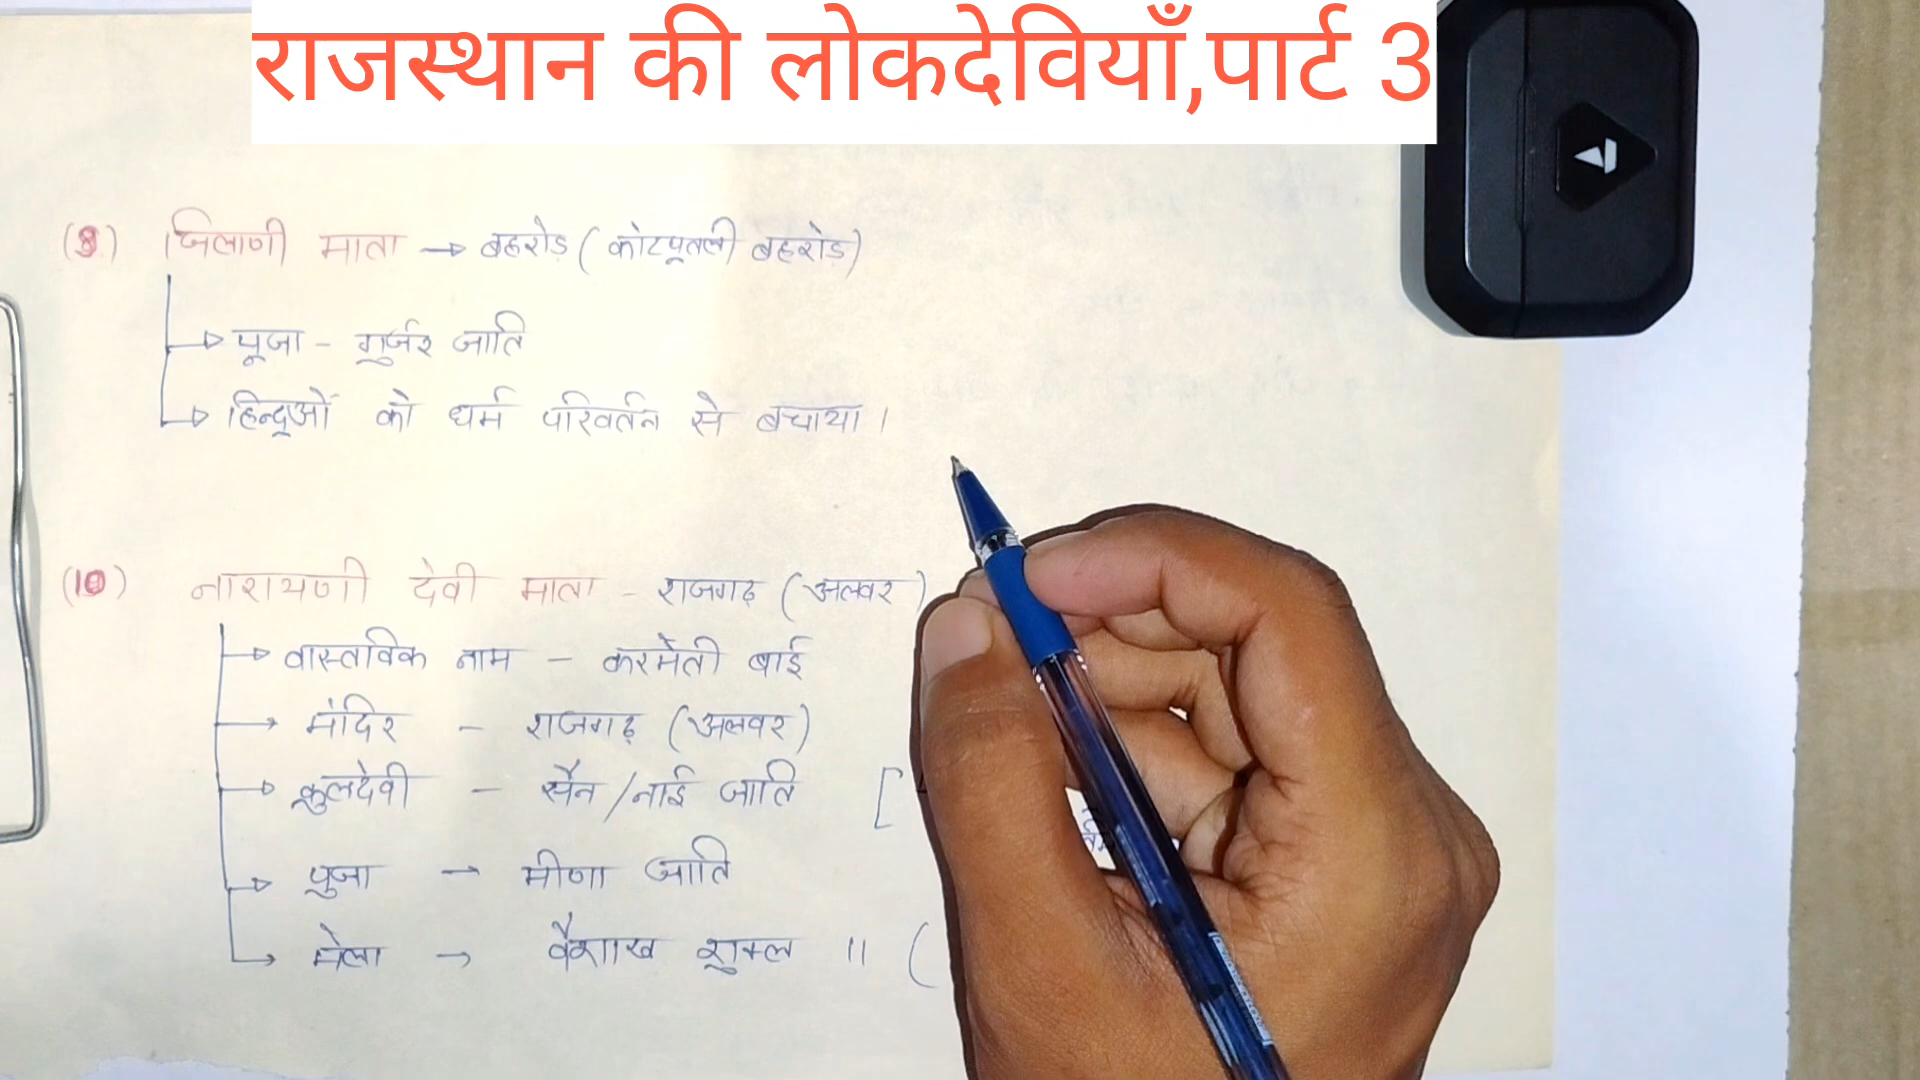 राजस्थान की लोकदेवियाँ,पार्ट 3
(9) जिलाणी माता → बहरोड़ (कोटपूतली बहरोड़)
→ पूजा - गुर्जर जाति
→ हिन्दूओं को धर्म परिवर्तन से बचाया।
(10) नारायणी देवी माता - राजगढ़ (अलवर)
→ वास्तविक नाम - करमेती बाई
→ मंदिर - राजगढ़ (अलवर)
→ कुलदेवी - सैन/नाई जाति [
→ पुजा → मीणा जाति
→ मेला → वैशाख शुक्ल 11 (